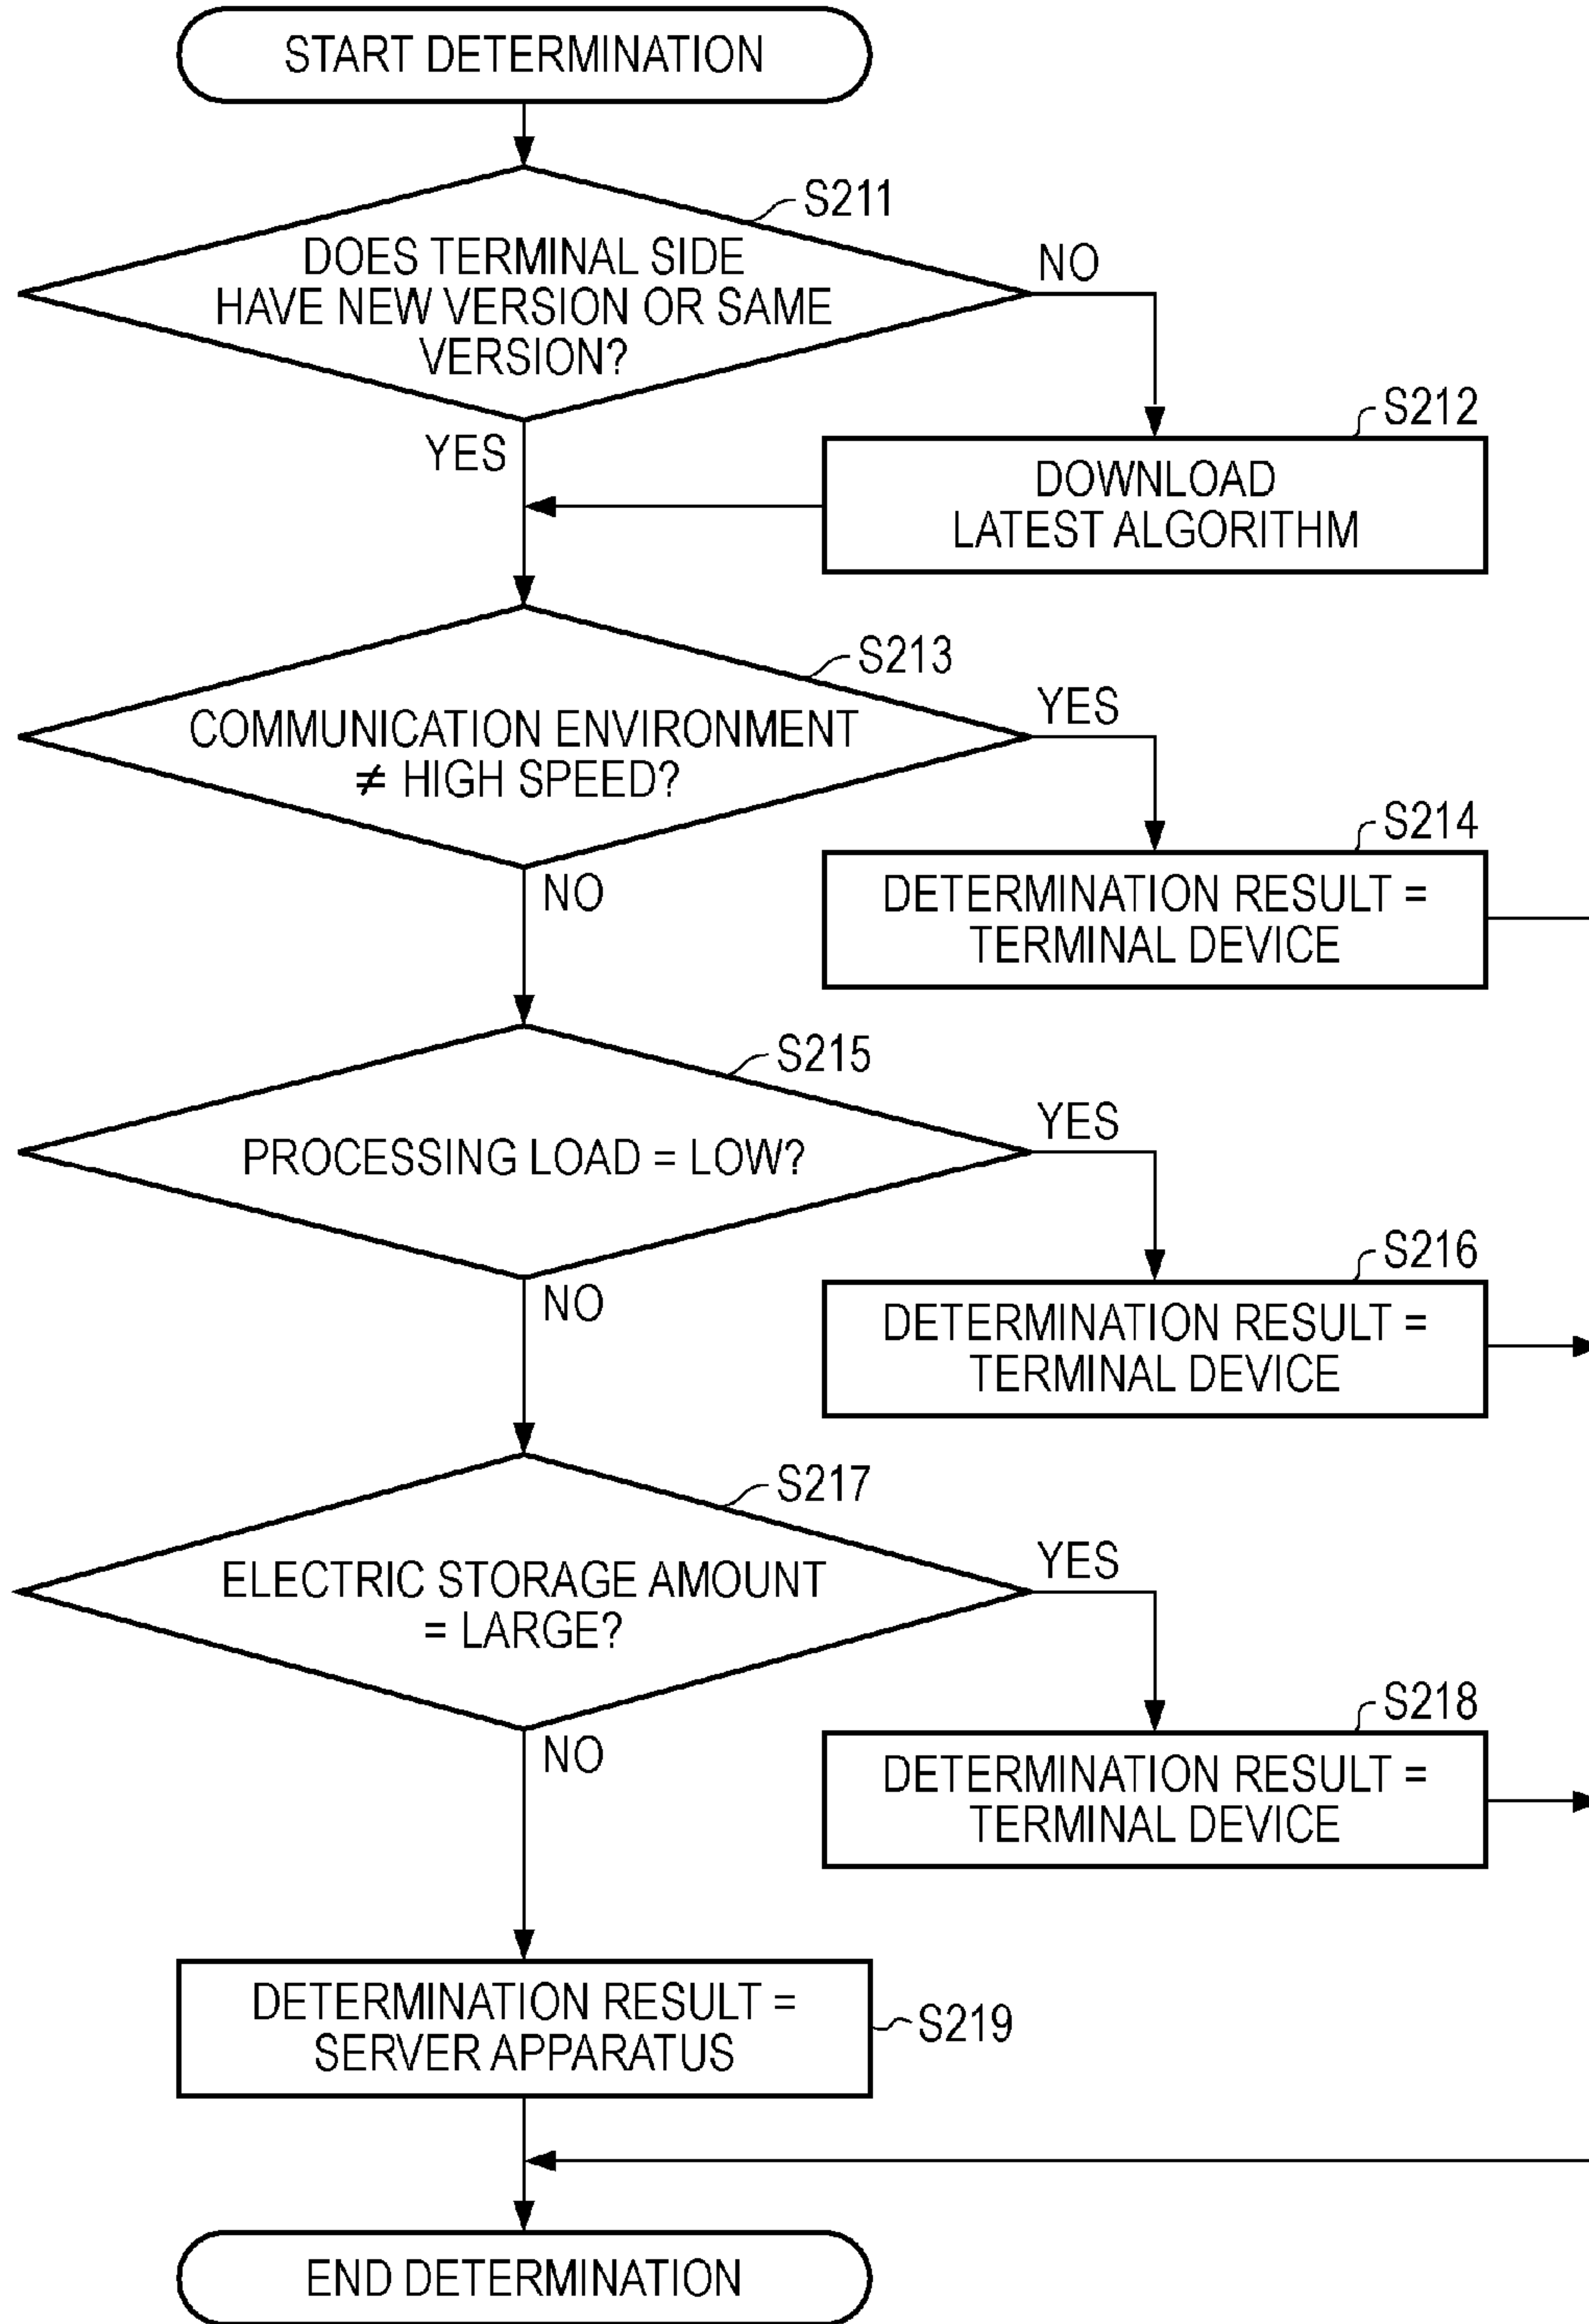 START DETERMINATION
S211
DOES TERMINAL SIDE
HAVE NEW VERSION OR SAME
VERSION?
NO
YES
S212
DOWNLOAD
LATEST ALGORITHM
S213
COMMUNICATION ENVIRONMENT
≠ HIGH SPEED?
YES
NO
S214
DETERMINATION RESULT =
TERMINAL DEVICE
S215
PROCESSING LOAD = LOW?
YES
NO
S216
DETERMINATION RESULT =
TERMINAL DEVICE
S217
ELECTRIC STORAGE AMOUNT
= LARGE?
YES
NO
S218
DETERMINATION RESULT =
TERMINAL DEVICE
DETERMINATION RESULT =
SERVER APPARATUS
S219
END DETERMINATION